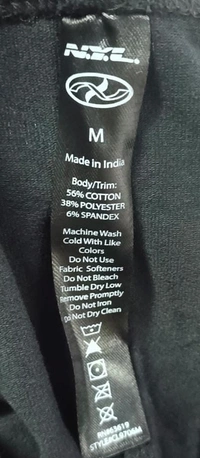 N.Y.L.
M
Made in India
Body/Trim:
56% COTTON
38% POLYESTER
6% SPANDEX
Machine Wash
Cold With Like
Colors
Do Not Use
Fabric Softeners
Do Not Bleach
Tumble Dry Low
Remove Promptly
Do Not Iron
Do Not Dry Clean